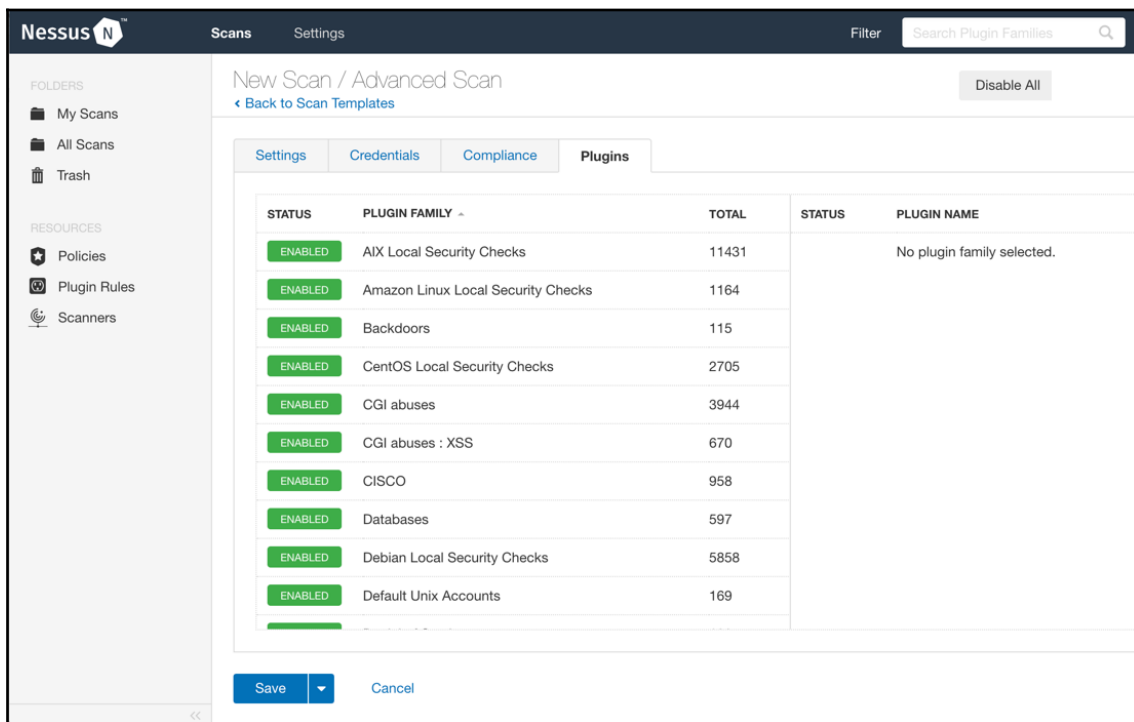 Nessus N ™ Scans Settings Filter Search Plugin Families
FOLDERS
My Scans
All Scans
Trash
RESOURCES
Policies
Plugin Rules
Scanners
New Scan / Advanced Scan
Disable All
Back to Scan Templates
Settings Credentials Compliance Plugins
STATUS PLUGIN FAMILY TOTAL STATUS PLUGIN NAME
ENABLED AIX Local Security Checks 11431 No plugin family selected.
ENABLED Amazon Linux Local Security Checks 1164
ENABLED Backdoors 115
ENABLED CentOS Local Security Checks 2705
ENABLED CGI abuses 3944
ENABLED CGI abuses : XSS 670
ENABLED CISCO 958
ENABLED Databases 597
ENABLED Debian Local Security Checks 5858
ENABLED Default Unix Accounts 169
Save Cancel